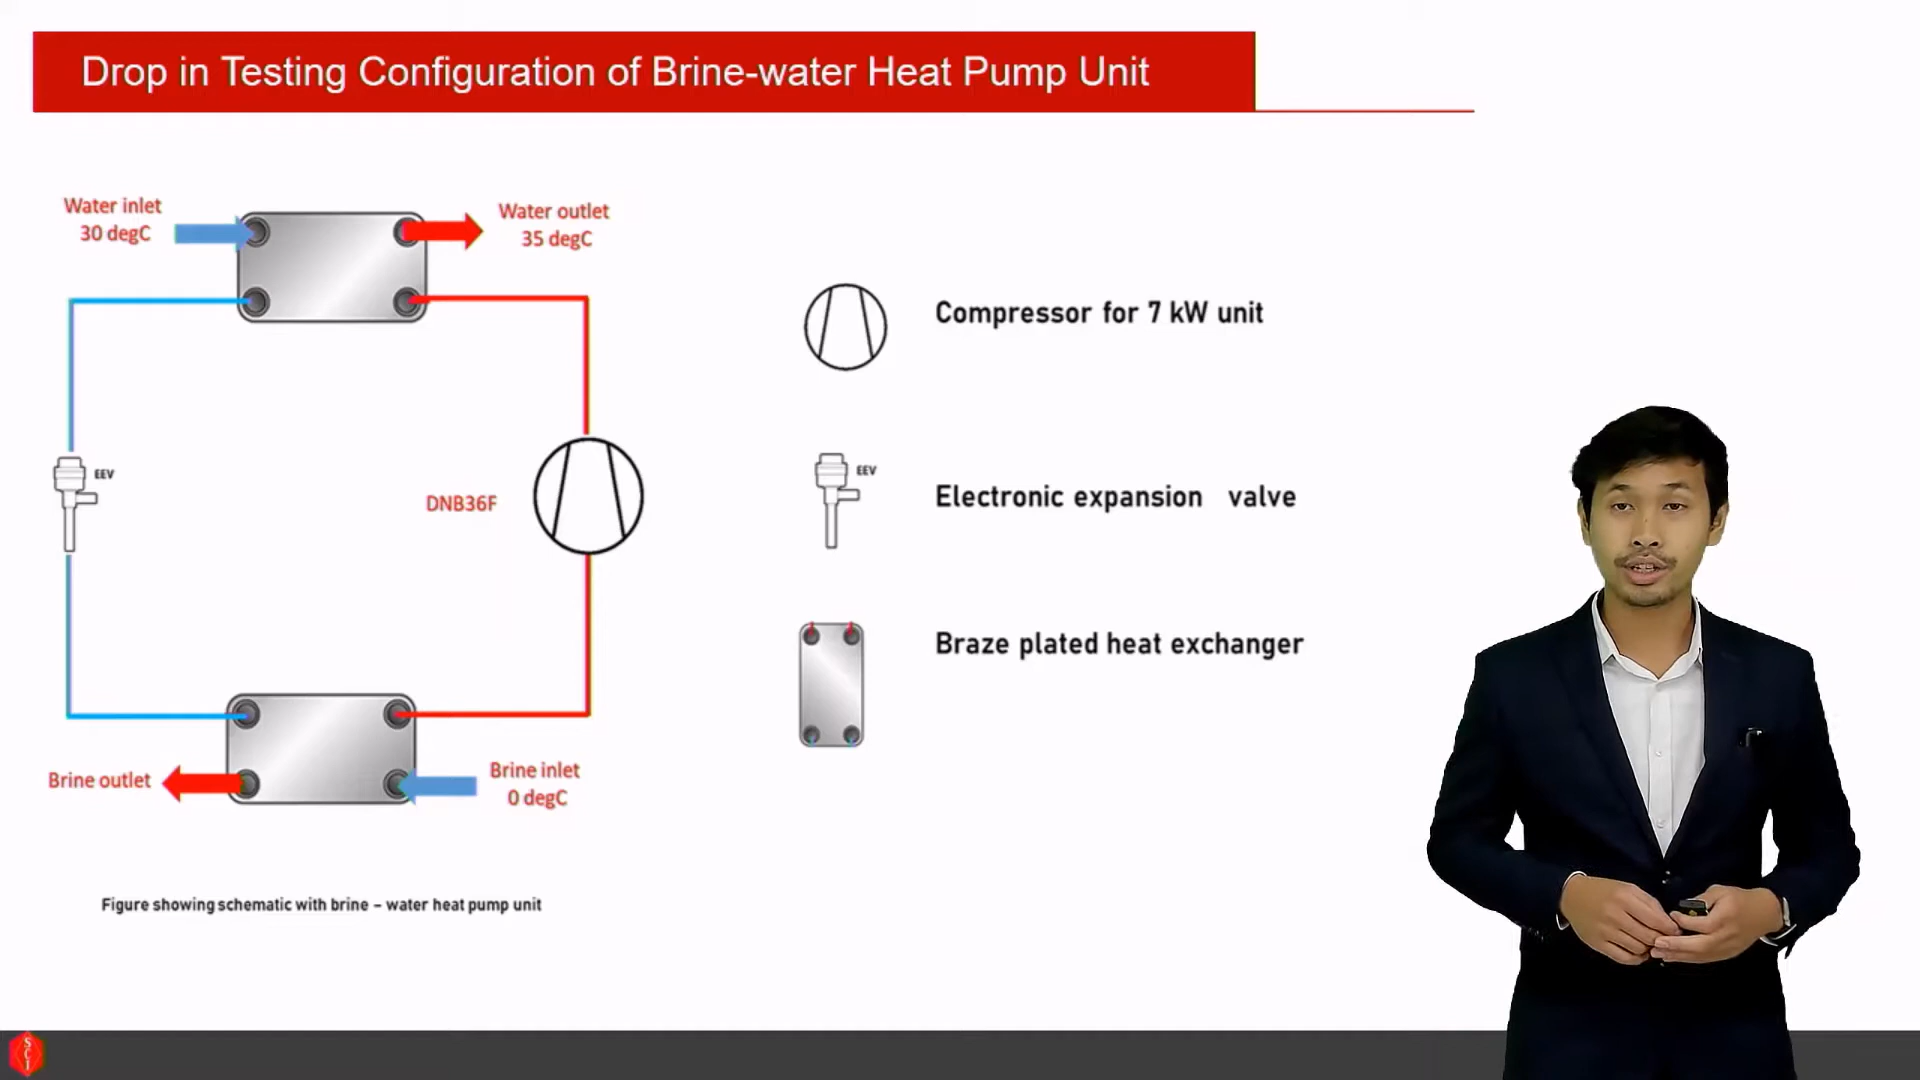 Drop in Testing Configuration of Brine-water Heat Pump Unit
Water inlet
30 degC
Water outlet
35 degC
EEV
DNB36F
Brine outlet
Brine inlet
0 degC
Figure showing schematic with brine – water heat pump unit
Compressor for 7 kW unit
EEV
Electronic expansion valve
Braze plated heat exchanger
SCI